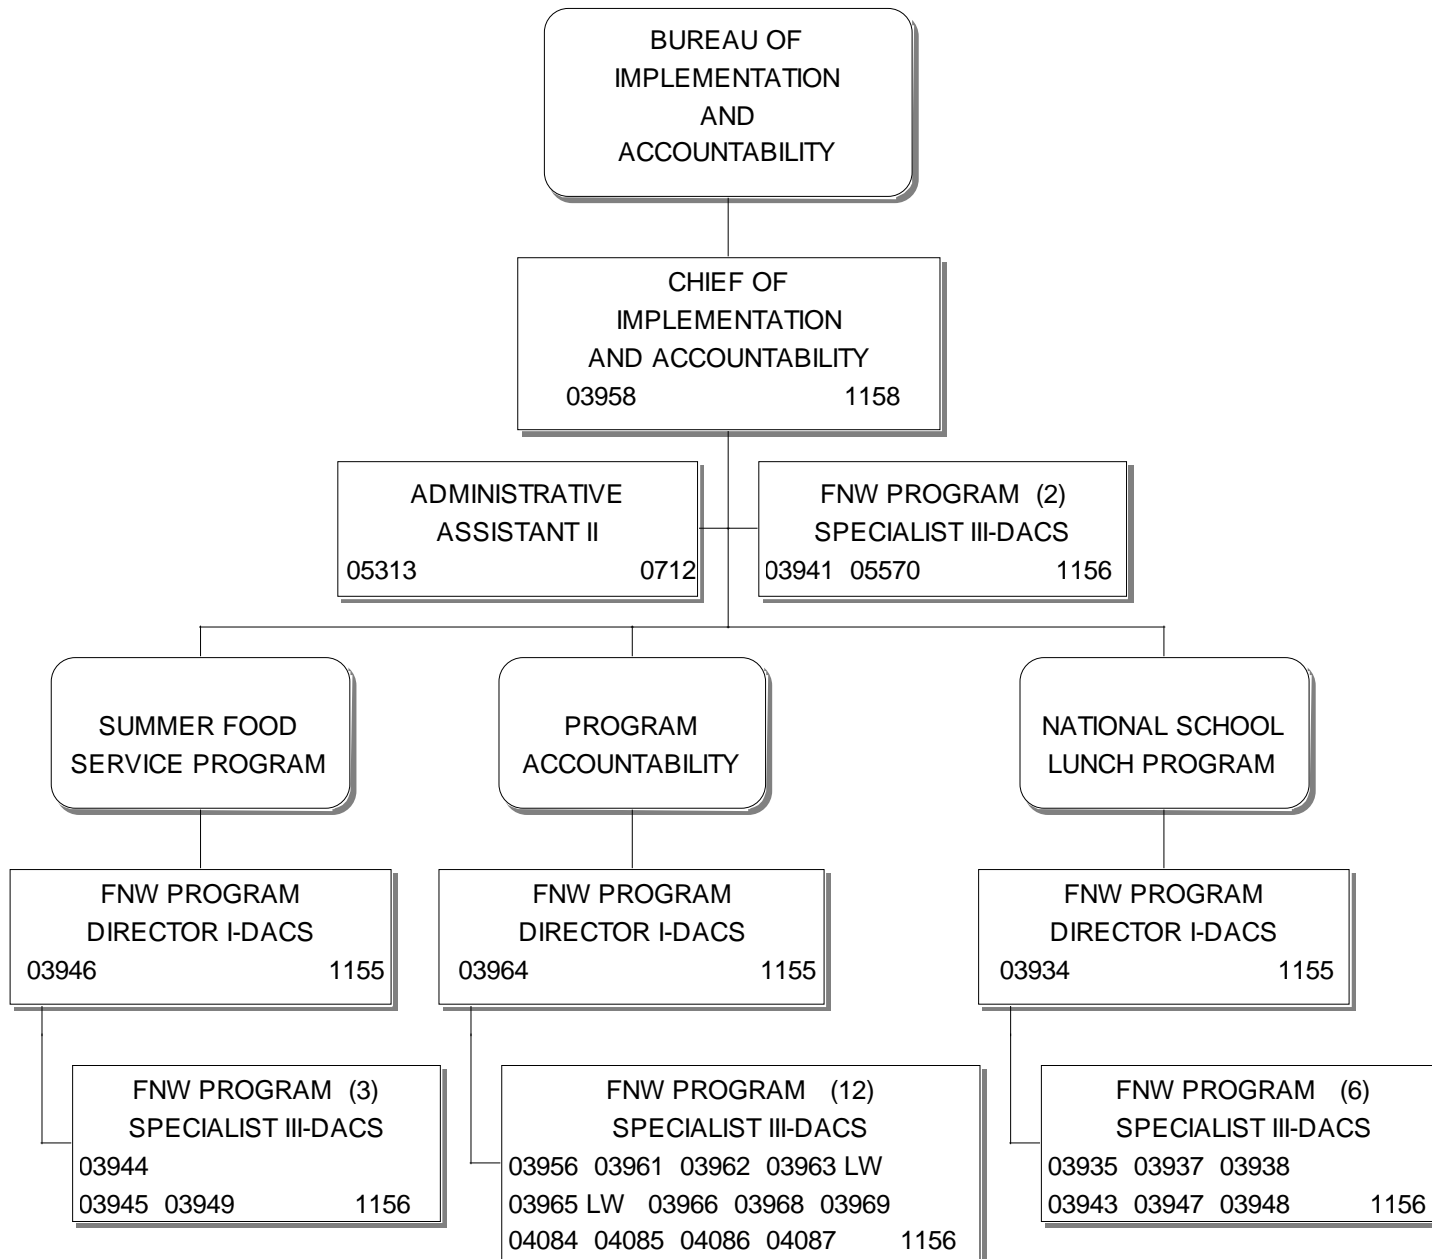 BUREAU OF
IMPLEMENTATION
AND
ACCOUNTABILITY
CHIEF OF
IMPLEMENTATION
AND ACCOUNTABILITY
03958 1158
ADMINISTRATIVE
ASSISTANT II
05313 0712
FNW PROGRAM (2)
SPECIALIST III-DACS
03941 05570 1156
SUMMER FOOD
SERVICE PROGRAM
PROGRAM
ACCOUNTABILITY
NATIONAL SCHOOL
LUNCH PROGRAM
FNW PROGRAM
DIRECTOR I-DACS
03946 1155
FNW PROGRAM
DIRECTOR I-DACS
03964 1155
FNW PROGRAM
DIRECTOR I-DACS
03934 1155
FNW PROGRAM (3)
SPECIALIST III-DACS
03944
03945 03949 1156
FNW PROGRAM (12)
SPECIALIST III-DACS
03956 03961 03962 03963 LW
03965 LW 03966 03968 03969
04084 04085 04086 04087 1156
FNW PROGRAM (6)
SPECIALIST III-DACS
03935 03937 03938
03943 03947 03948 1156